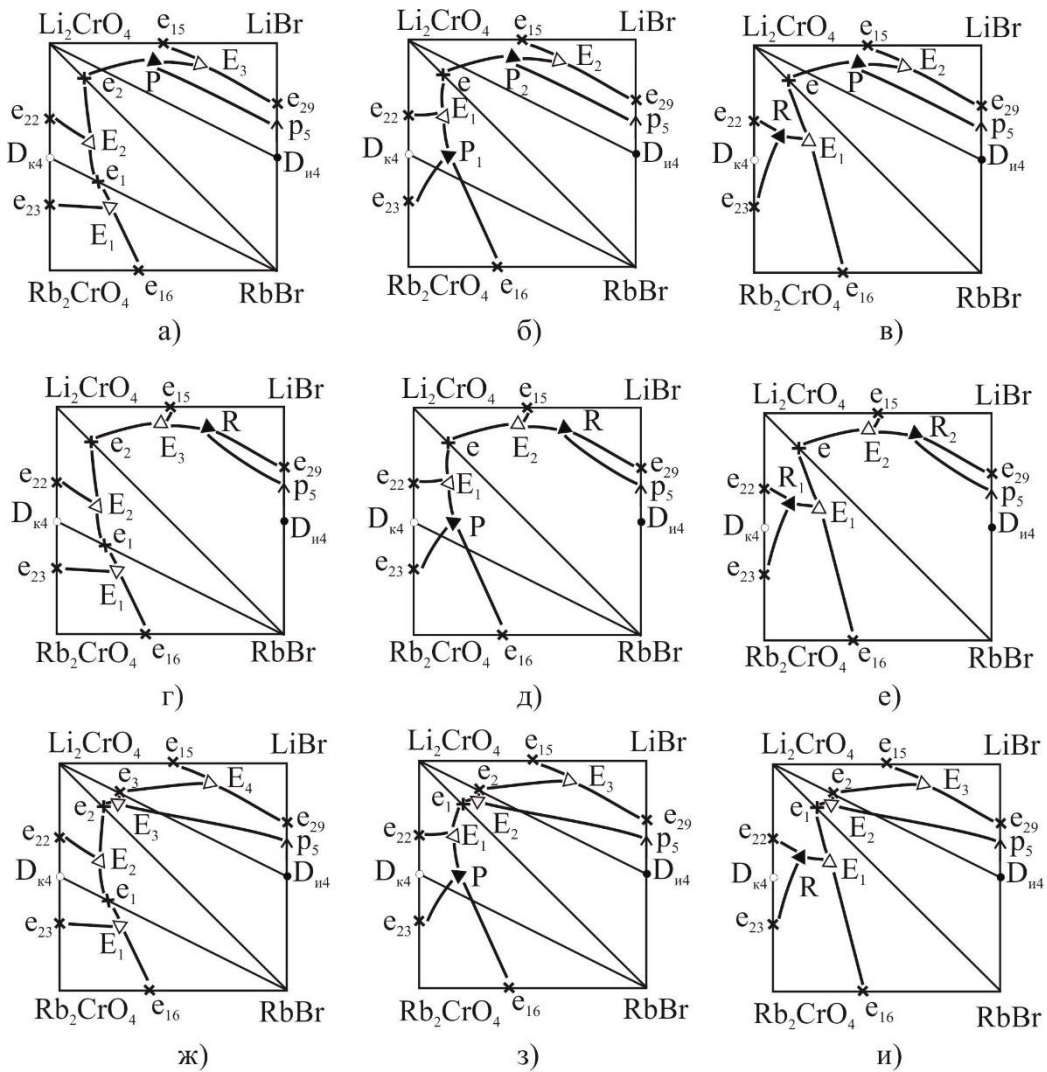 Li₂CrO₄ e₁₅ LiBr
e₂ P E₃
e₂₂ E₂ e₂₉
p₅
Dк₄ e₁ Dи₄
e₂₃ E₁
Rb₂CrO₄ e₁₆ RbBr
а)
Li₂CrO₄ e₁₅ LiBr
e P₂ E₂
e₂₂ E₁ e₂₉
p₅
Dк₄ P₁ Dи₄
e₂₃
Rb₂CrO₄ e₁₆ RbBr
б)
Li₂CrO₄ e₁₅ LiBr
e P E₂
e₂₂ R e₂₉
p₅
Dк₄ E₁ Dи₄
e₂₃
Rb₂CrO₄ e₁₆ RbBr
в)
Li₂CrO₄ e₁₅ LiBr
e₂ E₃ R
e₂₂ E₂ e₂₉
p₅
Dк₄ e₁ Dи₄
e₂₃ E₁
Rb₂CrO₄ e₁₆ RbBr
г)
Li₂CrO₄ e₁₅ LiBr
e E₂ R
e₂₂ E₁ e₂₉
p₅
Dк₄ P Dи₄
e₂₃
Rb₂CrO₄ e₁₆ RbBr
д)
Li₂CrO₄ e₁₅ LiBr
e E₂ R₂
e₂₂ R₁ e₂₉
p₅
Dк₄ E₁ Dи₄
e₂₃
Rb₂CrO₄ e₁₆ RbBr
е)
Li₂CrO₄ e₁₅ LiBr
e₃ E₄
e₂ E₃ e₂₉
e₂₂ E₂ p₅
Dк₄ e₁ Dи₄
e₂₃ E₁
Rb₂CrO₄ e₁₆ RbBr
ж)
Li₂CrO₄ e₁₅ LiBr
e₂ E₃
e₁ E₂ e₂₉
e₂₂ E₁ p₅
Dк₄ P Dи₄
e₂₃
Rb₂CrO₄ e₁₆ RbBr
з)
Li₂CrO₄ e₁₅ LiBr
e₂ E₃
e₁ E₂ e₂₉
e₂₂ p₅
Dк₄ R E₁ Dи₄
e₂₃
Rb₂CrO₄ e₁₆ RbBr
и)